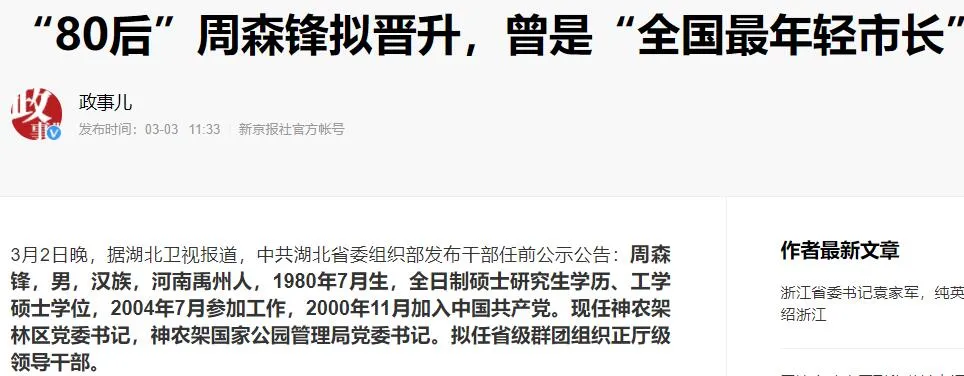 “80后”周森锋拟晋升，曾是“全国最年轻市长”
政事儿
发布时间：03-03 11:33 新京报社官方帐号
3月2日晚，据湖北卫视报道，中共湖北省委组织部发布干部任前公示公告：周森
锋，男，汉族，河南禹州人，1980年7月生，全日制硕士研究生学历、工学
硕士学位，2004年7月参加工作，2000年11月加入中国共产党。现任神农架
林区党委书记，神农架国家公园管理局党委书记。拟任省级群团组织正厅级
领导干部。
作者最新文章
浙江省委书记袁家军，纯英
绍浙江